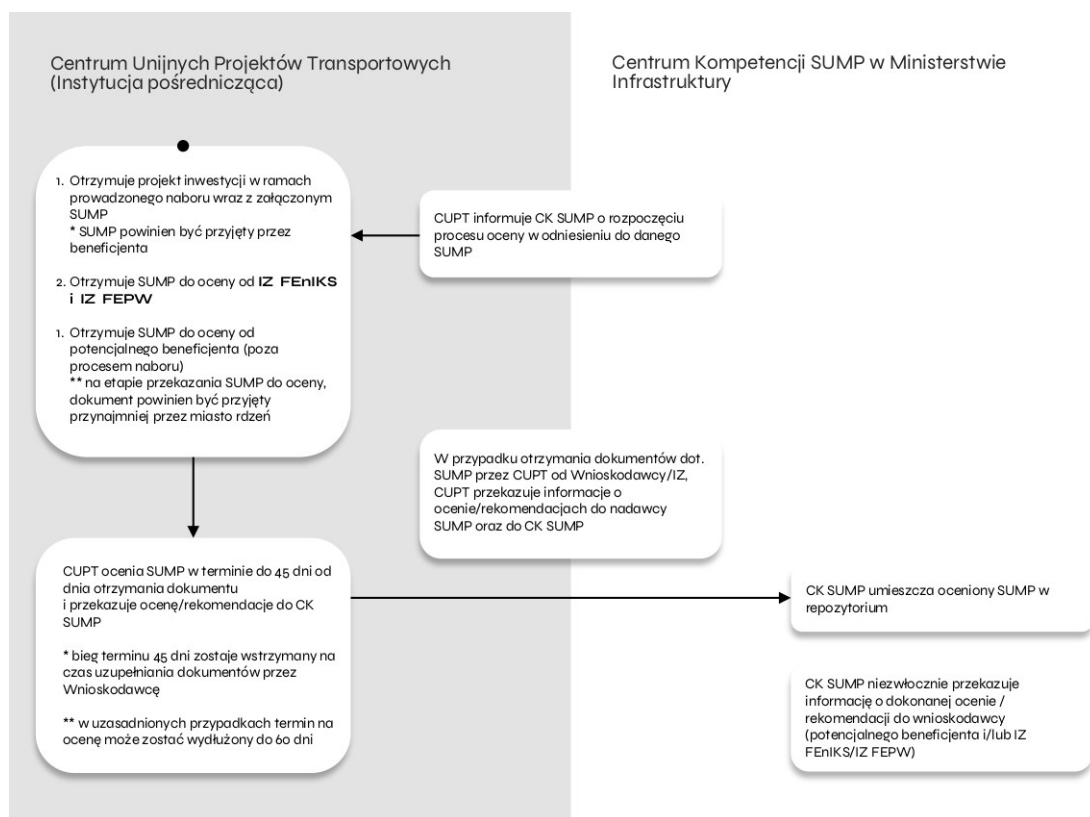 Centrum Unijnych Projektów Transportowych
(Instytucja pośrednicząca)
Centrum Kompetencji SUMP w Ministerstwie
Infrastruktury
1. Otrzymuje projekt inwestycji w ramach
prowadzonego naboru wraz z załączonym
SUMP
* SUMP powinien być przyjęty przez
beneficjenta
2. Otrzymuje SUMP do oceny od IZ FEnIKS
i IZ FEPW
1. Otrzymuje SUMP do oceny od
potencjalnego beneficjenta (poza
procesem naboru)
** na etapie przekazania SUMP do oceny,
dokument powinien być przyjęty
przynajmniej przez miasto rdzeń
CUPT informuje CK SUMP o rozpoczęciu
procesu oceny w odniesieniu do danego
SUMP
W przypadku otrzymania dokumentów dot.
SUMP przez CUPT od Wnioskodawcy/IZ,
CUPT przekazuje informacje o
ocenie/rekomendacjach do nadawcy
SUMP oraz do CK SUMP
CUPT ocenia SUMP w terminie do 45 dni od
dnia otrzymania dokumentu
i przekazuje ocenę/rekomendacje do CK
SUMP
* bieg terminu 45 dni zostaje wstrzymany na
czas uzupełniania dokumentów przez
Wnioskodawcę
** w uzasadnionych przypadkach termin na
ocenę może zostać wydłużony do 60 dni
CK SUMP umieszcza oceniony SUMP w
repozytorium
CK SUMP niezwłocznie przekazuje
informację o dokonanej ocenie /
rekomendacji do wnioskodawcy
(potencjalnego beneficjenta i/lub IZ
FEnIKS/IZ FEPW)